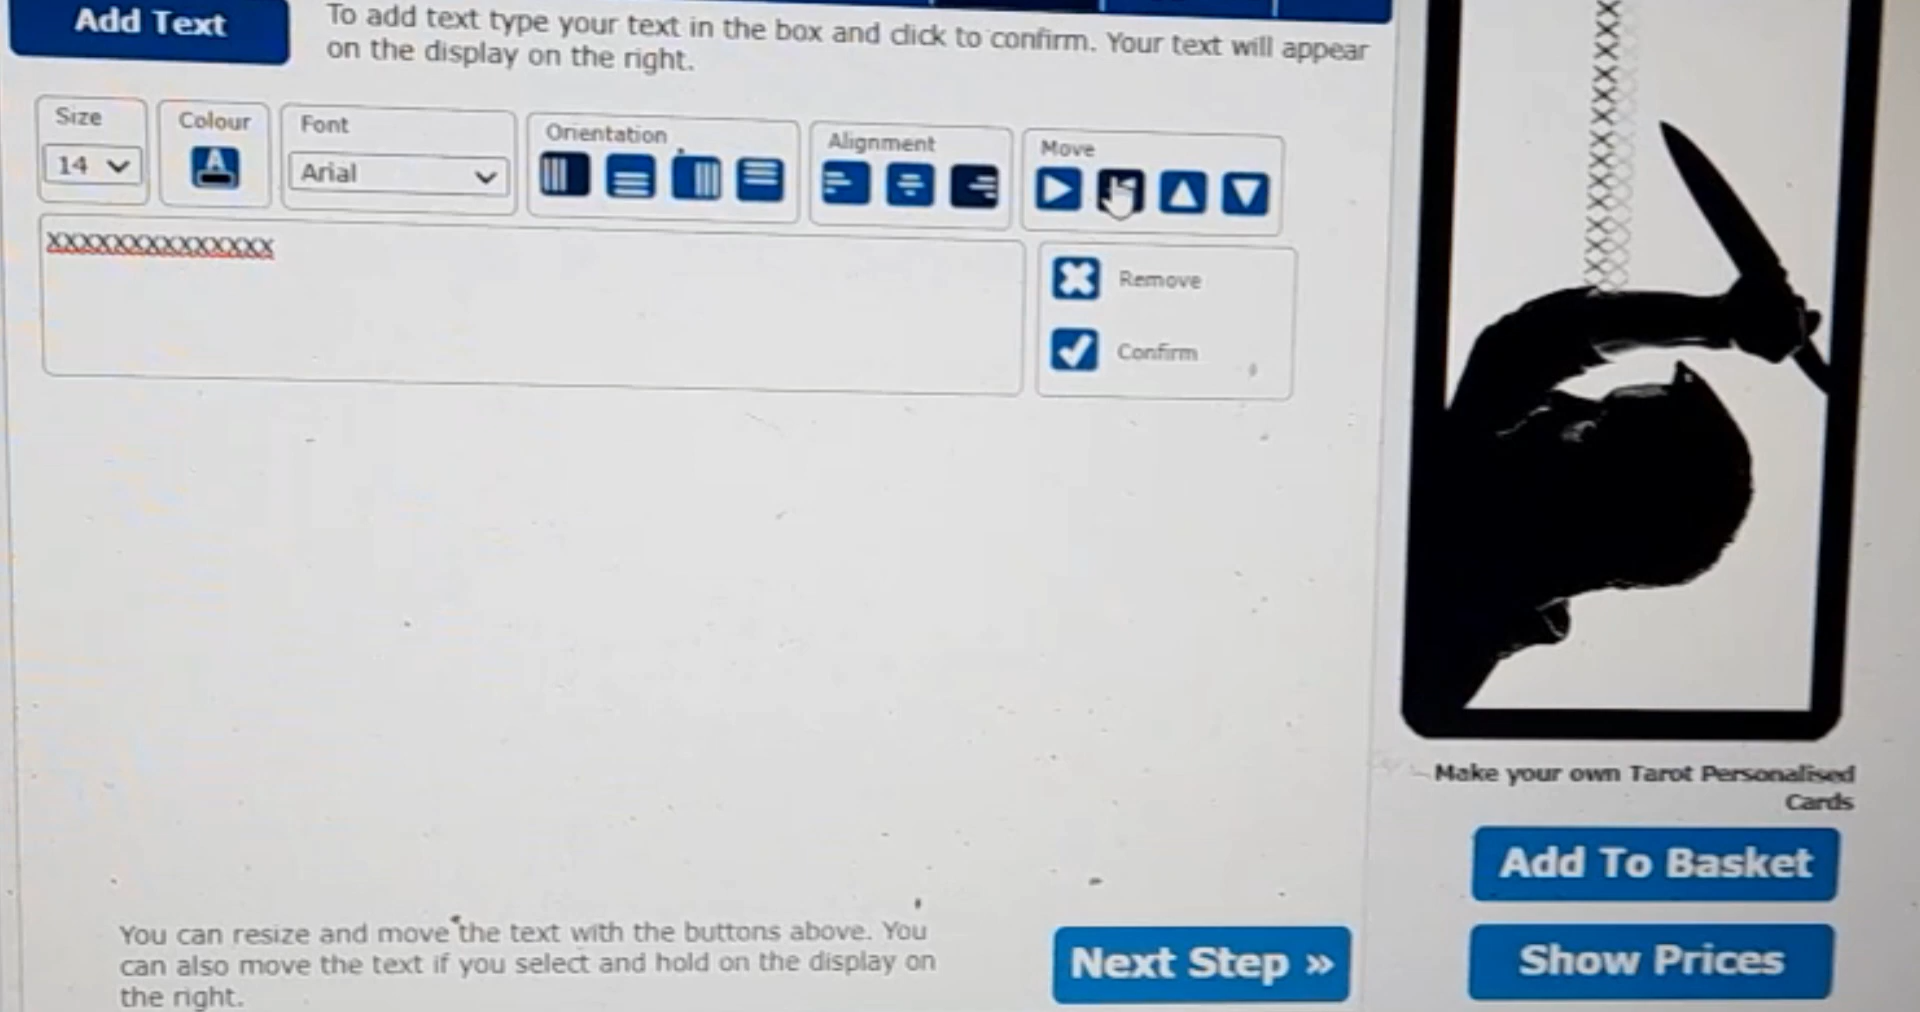 Add Text
To add text type your text in the box and click to confirm. Your text will appear
on the display on the right.
Size
Colour
Font
Orientation
Alignment
Move
14
A
Arial
XXXXXXXXXXXXXX
Remove
Confirm
Make your own Tarot Personalised
Cards
Add To Basket
Show Prices
You can resize and move the text with the buttons above. You
can also move the text if you select and hold on the display on
the right.
Next Step »